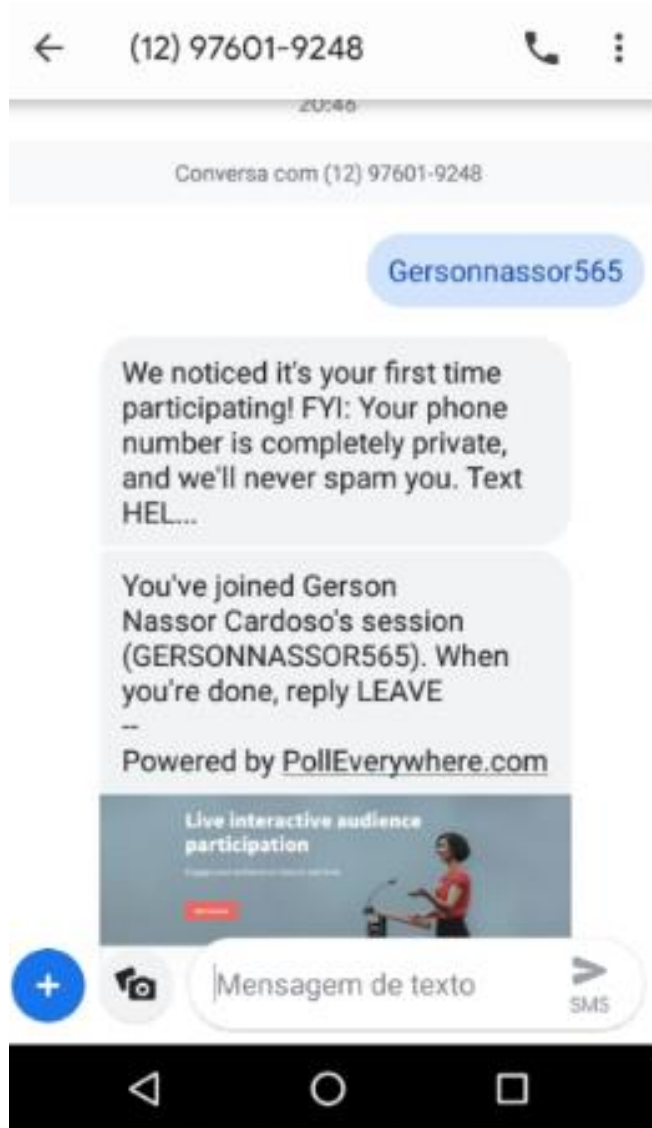 (12) 97601-9248
20:46
Conversa com (12) 97601-9248
Gersonnassor565
We noticed it's your first time
participating! FYI: Your phone
number is completely private,
and we'll never spam you. Text
HEL...
You've joined Gerson
Nassor Cardoso's session
(GERSONNASSOR565). When
you're done, reply LEAVE
--
Powered by PollEverywhere.com
Live interactive audience
participation
Mensagem de texto
SMS